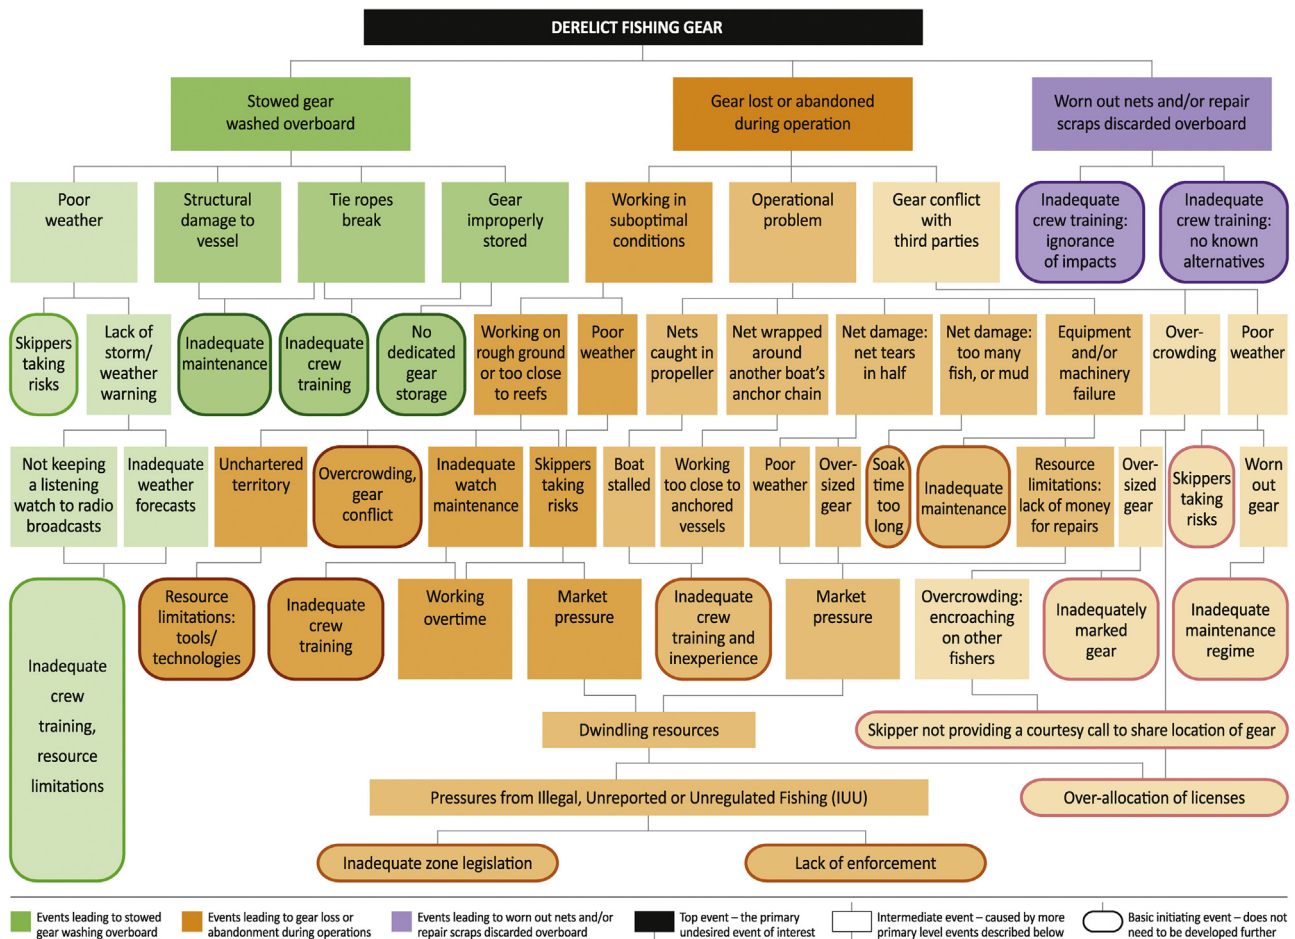 DERELICT FISHING GEAR
Stowed gear
washed overboard
Gear lost or abandoned
during operation
Worn out nets and/or repair
scraps discarded overboard
Poor
weather
Structural
damage to
vessel
Tie ropes
break
Gear
improperly
stored
Working in
suboptimal
conditions
Operational
problem
Gear conflict
with
third parties
Inadequate
crew training:
ignorance
of impacts
Inadequate
crew training:
no known
alternatives
Skippers
taking
risks
Lack of
storm/
weather
warning
Inadequate
maintenance
Inadequate
crew
training
No
dedicated
gear
storage
Working on
rough ground
or too close
to reefs
Poor
weather
Nets
caught in
propeller
Net wrapped
around
another boat's
anchor chain
Net damage:
net tears
in half
Net damage:
too many
fish, or mud
Equipment
and/or
machinery
failure
Over-
crowding
Poor
weather
Not keeping
a listening
watch to radio
broadcasts
Inadequate
weather
forecasts
Unchartered
territory
Overcrowding,
gear
conflict
Inadequate
watch
maintenance
Skippers
taking
risks
Boat
stalled
Working
too close to
anchored
vessels
Poor
weather
Over-
sized
gear
Soak
time
too
long
Inadequate
maintenance
Resource
limitations:
lack of money
for repairs
Over-
sized
gear
Skippers
taking
risks
Worn
out
gear
Inadequate
crew
training,
resource
limitations
Resource
limitations:
tools/
technologies
Inadequate
crew
training
Working
overtime
Market
pressure
Inadequate
crew
training and
inexperience
Market
pressure
Overcrowding:
encroaching
on other
fishers
Inadequately
marked
gear
Inadequate
maintenance
regime
Dwindling resources
Skipper not providing a courtesy call to share location of gear
Pressures from Illegal, Unreported or Unregulated Fishing (IUU)
Over-allocation of licenses
Inadequate zone legislation
Lack of enforcement
Events leading to stowed
gear washing overboard
Events leading to gear loss or
abandonment during operations
Events leading to worn out nets and/or
repair scraps discarded overboard
Top event – the primary
undesired event of interest
Intermediate event – caused by more
primary level events described below
Basic initiating event – does not
need to be developed further